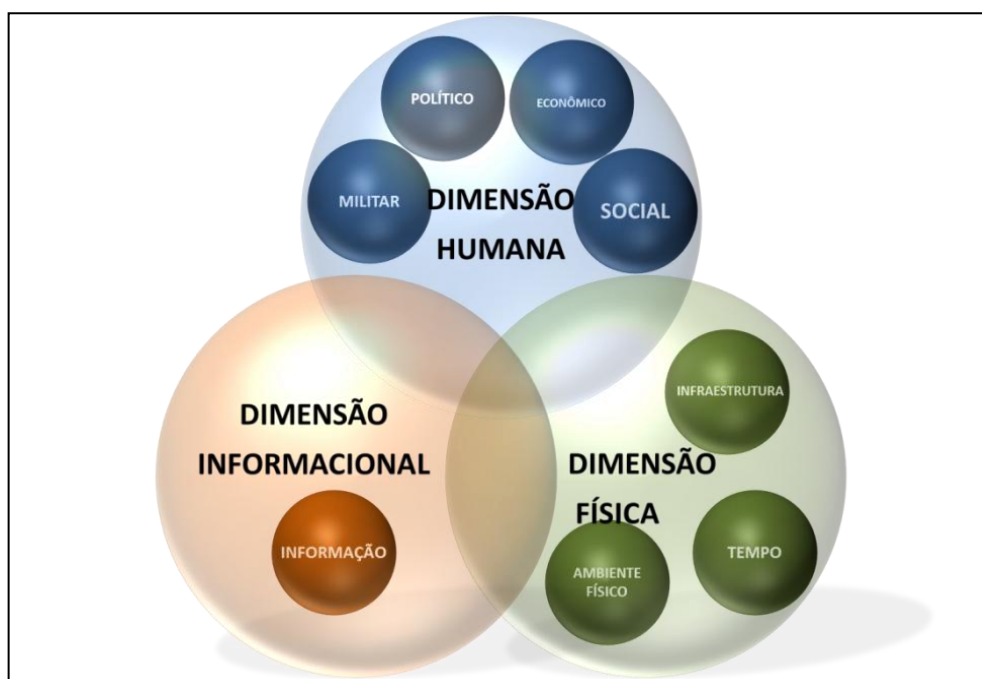 POLÍTICO
ECONÔMICO
MILITAR
SOCIAL
DIMENSÃO
HUMANA
DIMENSÃO
INFORMACIONAL
INFORMAÇÃO
INFRAESTRUTURA
DIMENSÃO
FÍSICA
TEMPO
AMBIENTE
FÍSICO